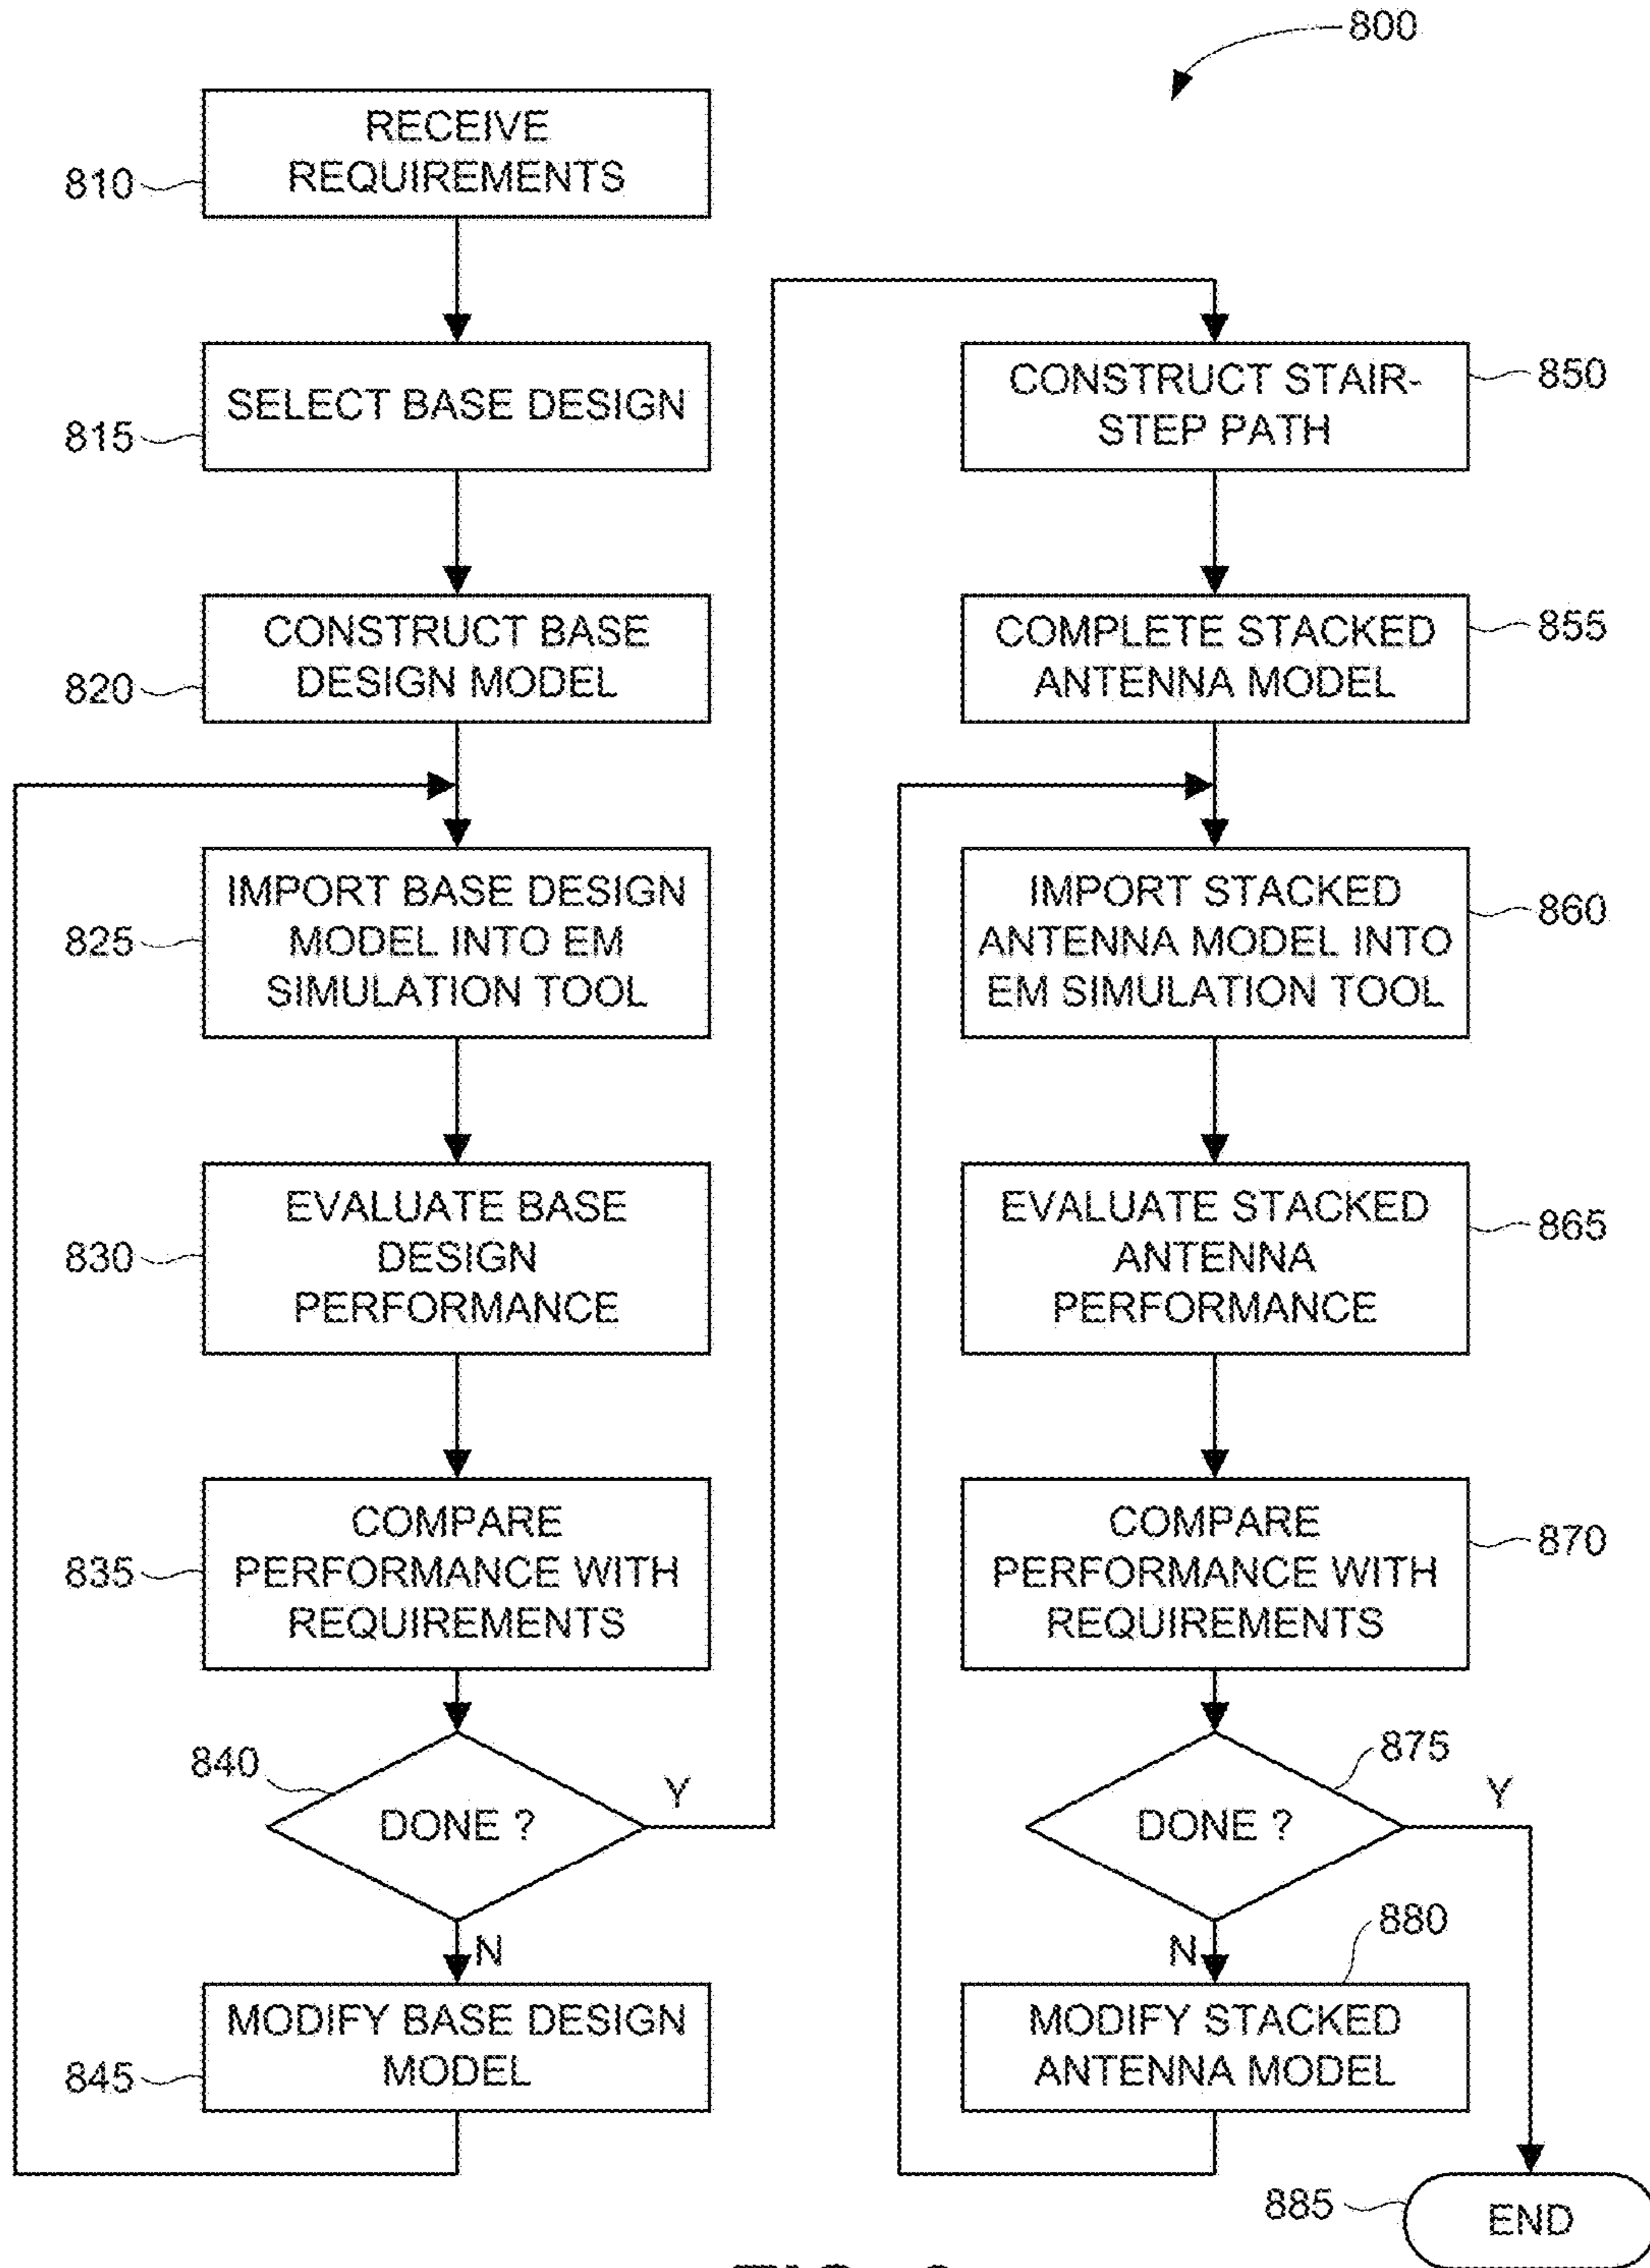 800
RECEIVE
REQUIREMENTS
810
SELECT BASE DESIGN
815
CONSTRUCT BASE
DESIGN MODEL
820
IMPORT BASE DESIGN
MODEL INTO EM
SIMULATION TOOL
825
EVALUATE BASE
DESIGN
PERFORMANCE
830
COMPARE
PERFORMANCE WITH
REQUIREMENTS
835
840
DONE ?
Y
N
MODIFY BASE DESIGN
MODEL
845
CONSTRUCT STAIR-
STEP PATH
850
COMPLETE STACKED
ANTENNA MODEL
855
IMPORT STACKED
ANTENNA MODEL INTO
EM SIMULATION TOOL
860
EVALUATE STACKED
ANTENNA
PERFORMANCE
865
COMPARE
PERFORMANCE WITH
REQUIREMENTS
870
875
DONE ?
Y
N
880
MODIFY STACKED
ANTENNA MODEL
885
END